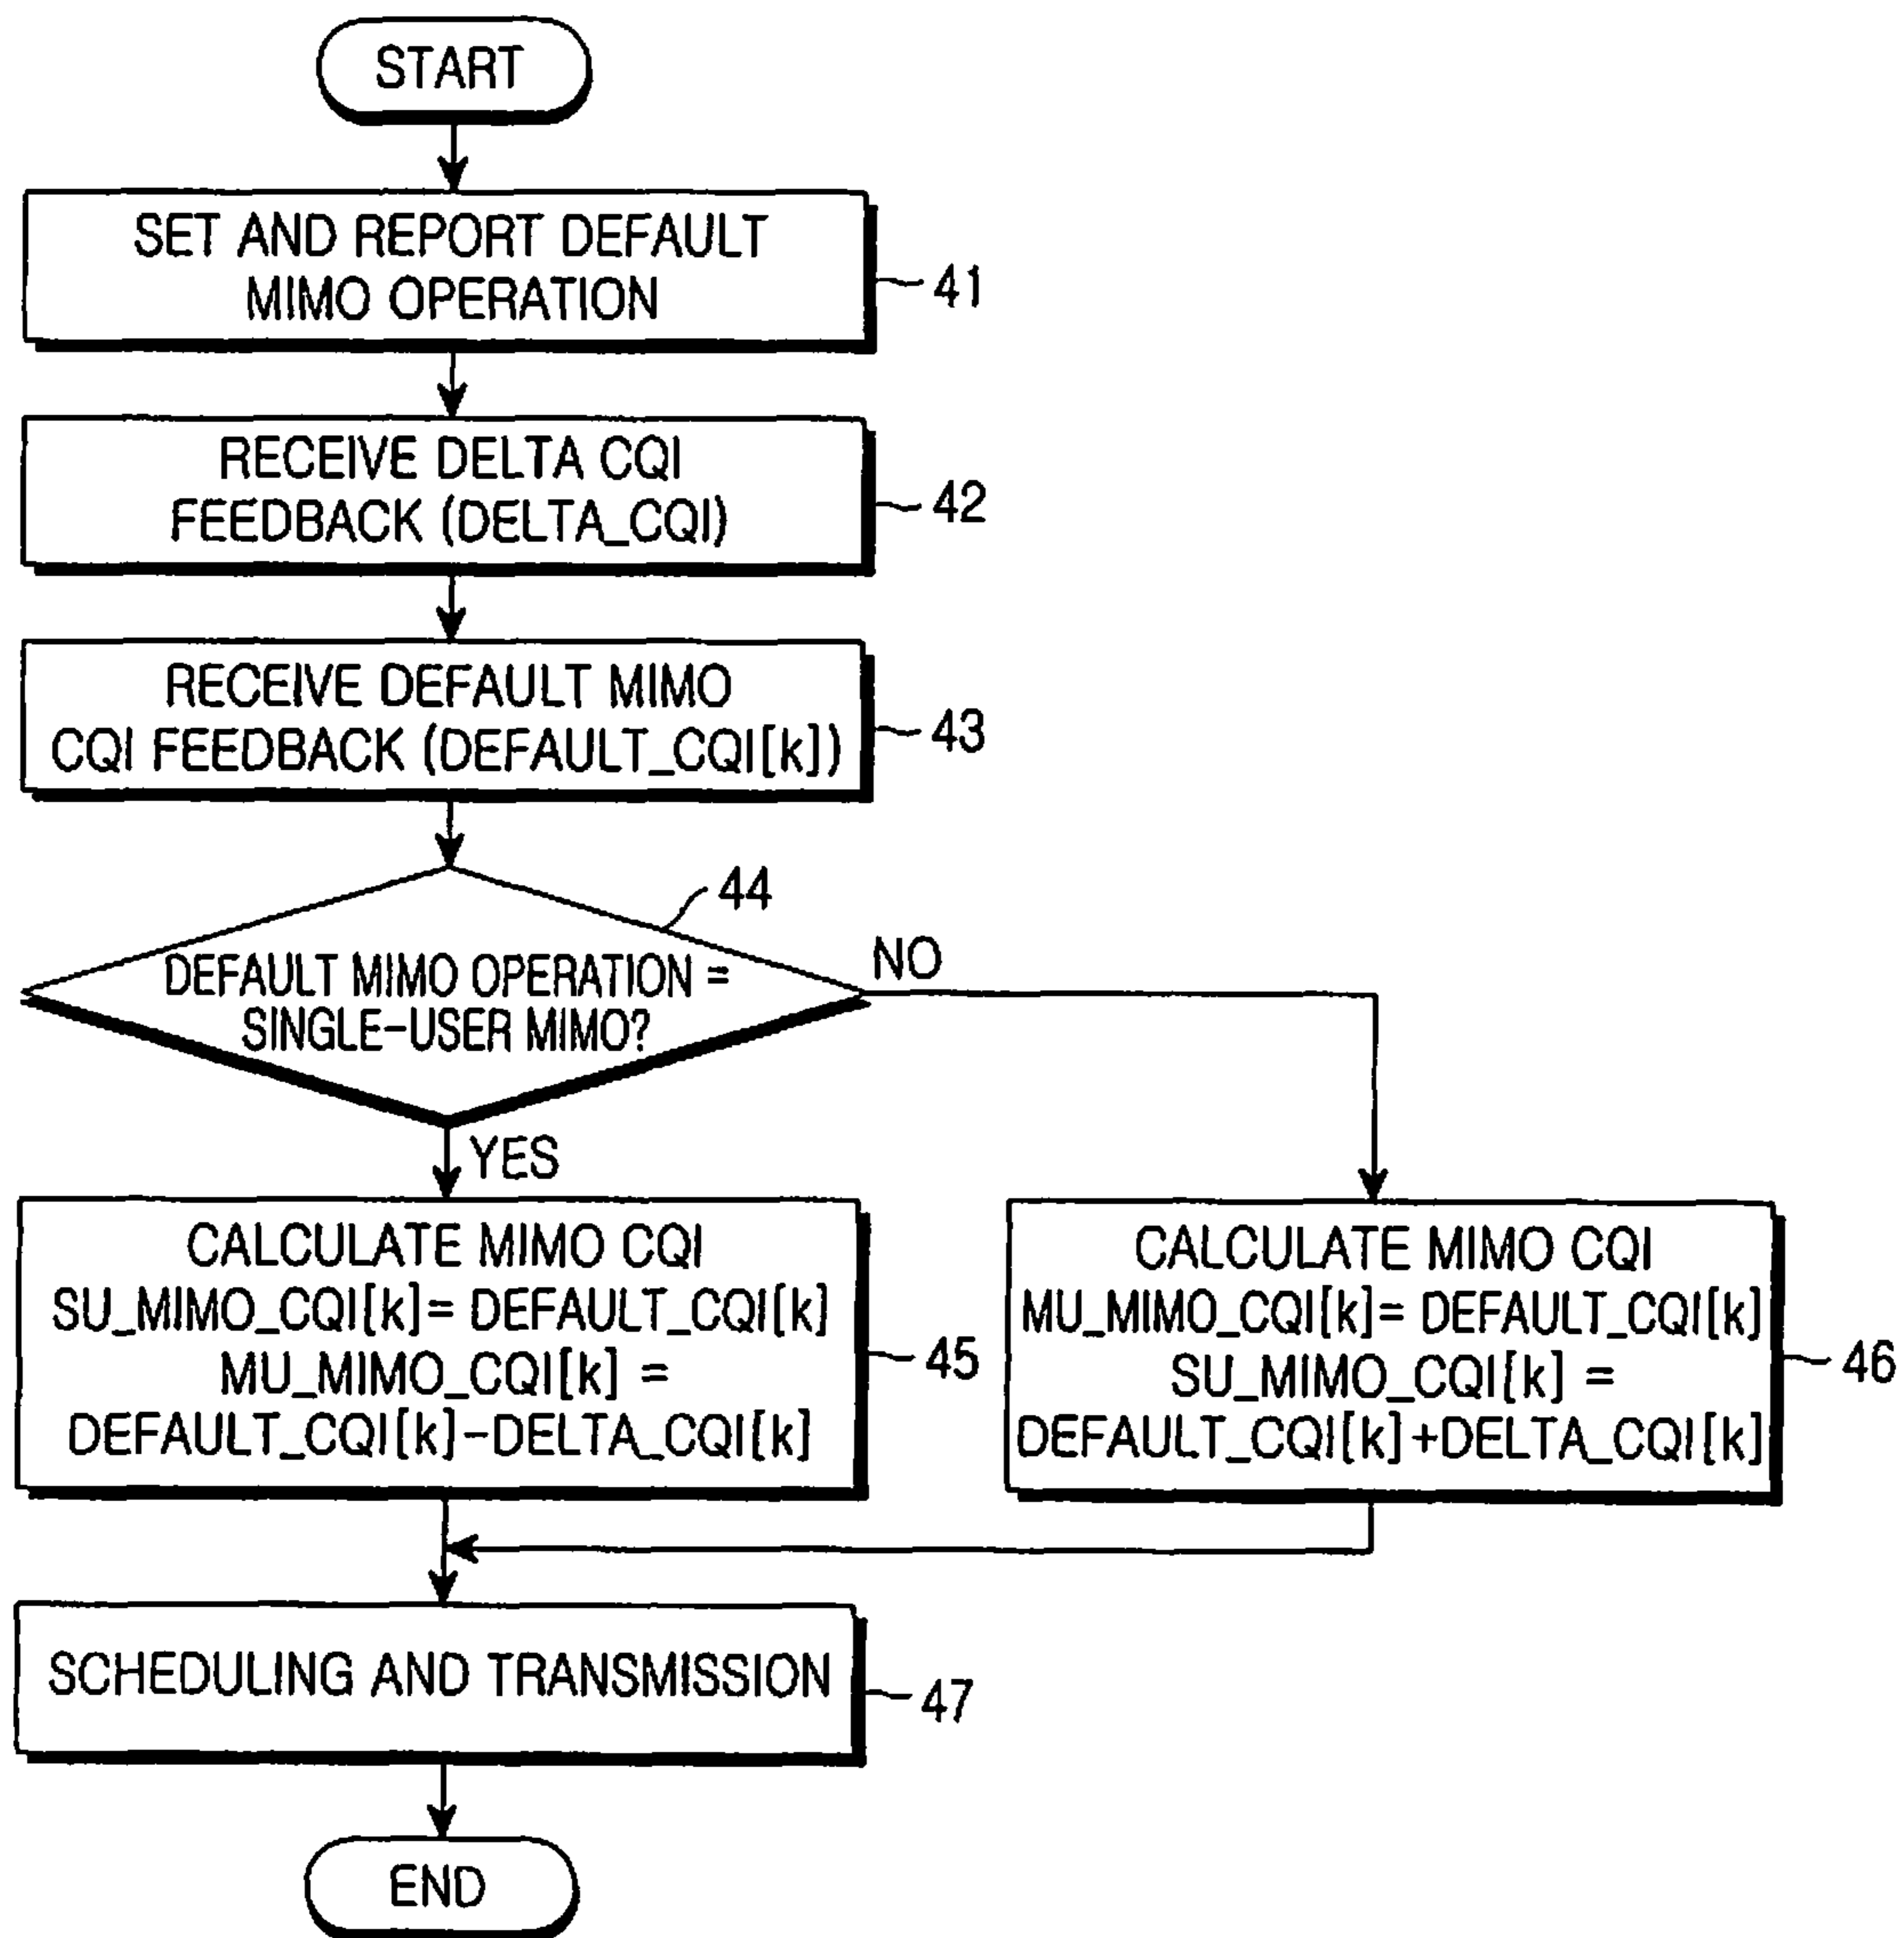 START
SET AND REPORT DEFAULT
MIMO OPERATION
41
RECEIVE DELTA CQI
FEEDBACK (DELTA_CQI)
42
RECEIVE DEFAULT MIMO
CQI FEEDBACK (DEFAULT_CQI[k])
43
44
DEFAULT MIMO OPERATION =
SINGLE-USER MIMO?
NO
YES
CALCULATE MIMO CQI
SU_MIMO_CQI[k]= DEFAULT_CQI[k]
MU_MIMO_CQI[k] =
DEFAULT_CQI[k]-DELTA_CQI[k]
45
CALCULATE MIMO CQI
MU_MIMO_CQI[k]= DEFAULT_CQI[k]
SU_MIMO_CQI[k] =
DEFAULT_CQI[k]+DELTA_CQI[k]
46
SCHEDULING AND TRANSMISSION
47
END